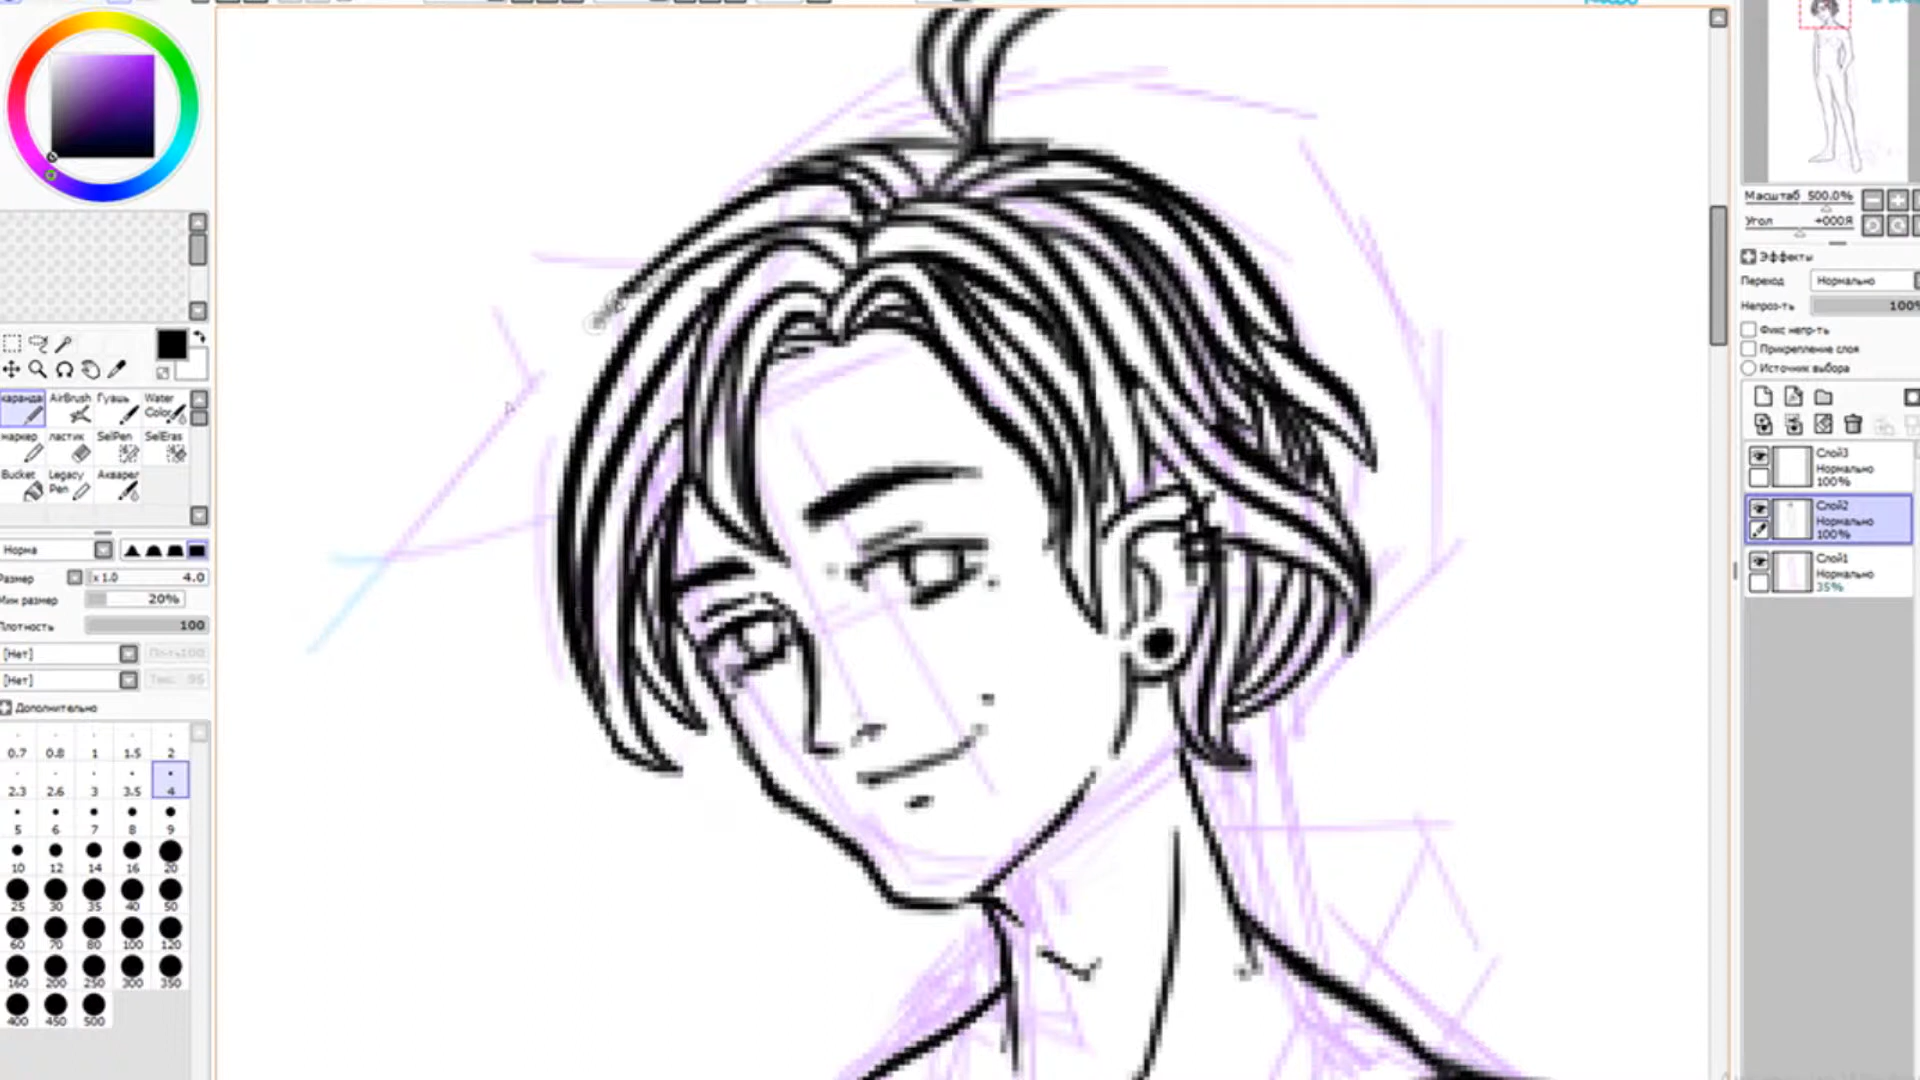 Масштаб 500.0%
Угол +000Я
Эффекты
Переход Нормально
Непроз-ть 100%
Фикс непр-ть
Прикрепление слоя
Источник выбора
Слой3
Нормально
100%
Слой2
Нормально
100%
Слой1
Нормально
35%
каранда AirBrush Гуашь Water Color
маркер ластик SelPen SelEras
Bucket Legacy Pen Акварел
Норма
Размер x 1.0 4.0
Мин размер 20%
Плотность 100
[Нет]
[Нет]
Дополнительно
0.7 0.8 1 1.5 2
2.3 2.6 3 3.5 4
5 6 7 8 9
10 12 14 16 20
25 30 35 40 50
60 70 80 100 120
160 200 250 300 350
400 450 500